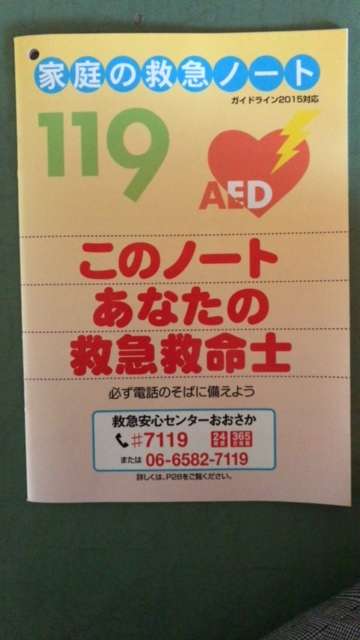 家庭の救急ノート
ガイドライン2015対応
119
AED
このノート
あなたの
救急救命士
必ず電話のそばに備えよう
救急安心センターおおさか
#7119 24 365
または 06-6582-7119
詳しくは、P28をご覧ください。